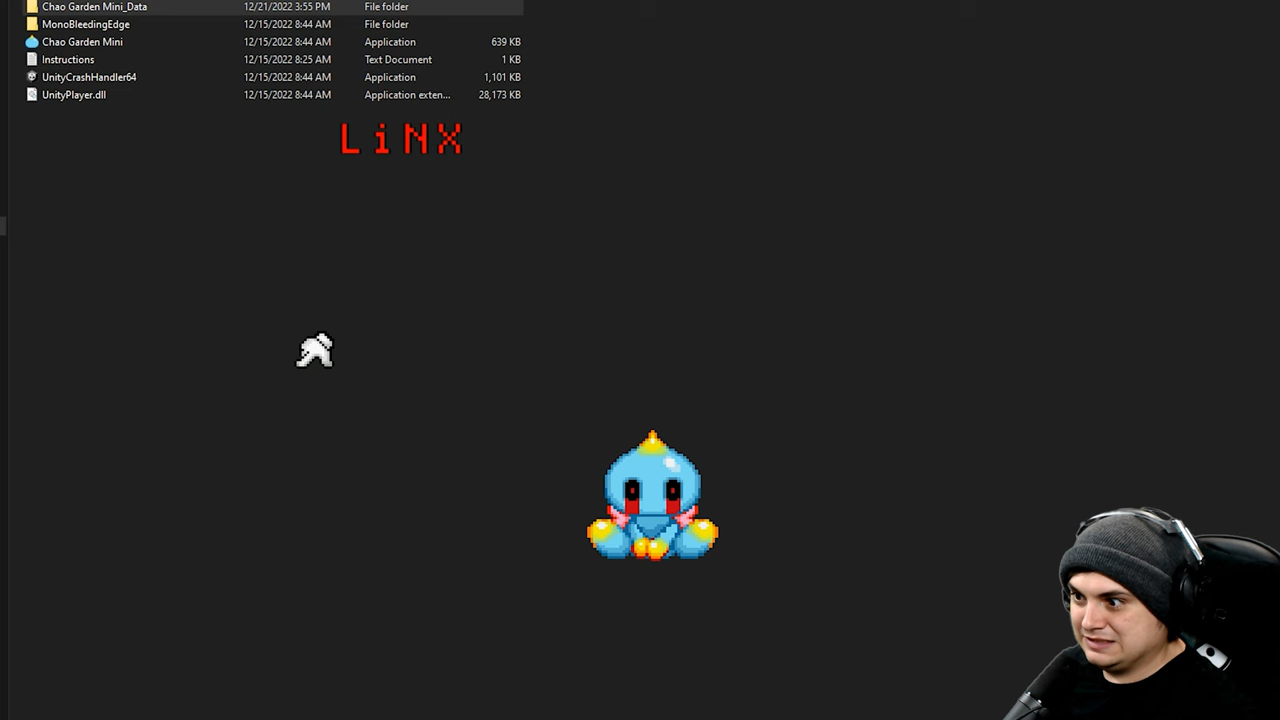 Chao Garden Mini_Data 12/21/2022 3:55 PM File folder
MonoBleedingEdge 12/15/2022 8:44 AM File folder
Chao Garden Mini 12/15/2022 8:44 AM Application 639 KB
Instructions 12/15/2022 8:25 AM Text Document 1 KB
UnityCrashHandler64 12/15/2022 8:44 AM Application 1,101 KB
UnityPlayer.dll 12/15/2022 8:44 AM Application exten... 28,173 KB
LiNX